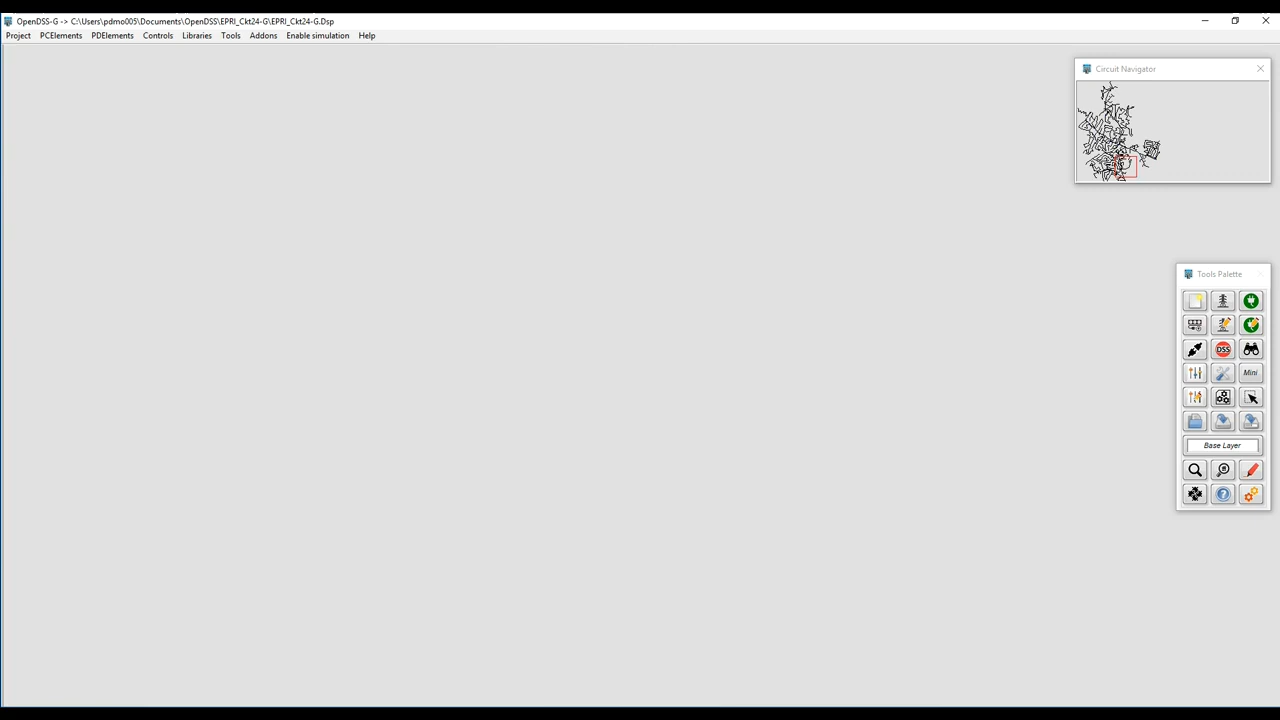 OpenDSS-G -> C:\Users\pdmo005\Documents\OpenDSS\EPRI_Ckt24-G\EPRI_Ckt24-G.Dsp
Project PCElements PDElements Controls Libraries Tools Addons Enable simulation Help
Circuit Navigator
Tools Palette
DSS
Mini
Base Layer